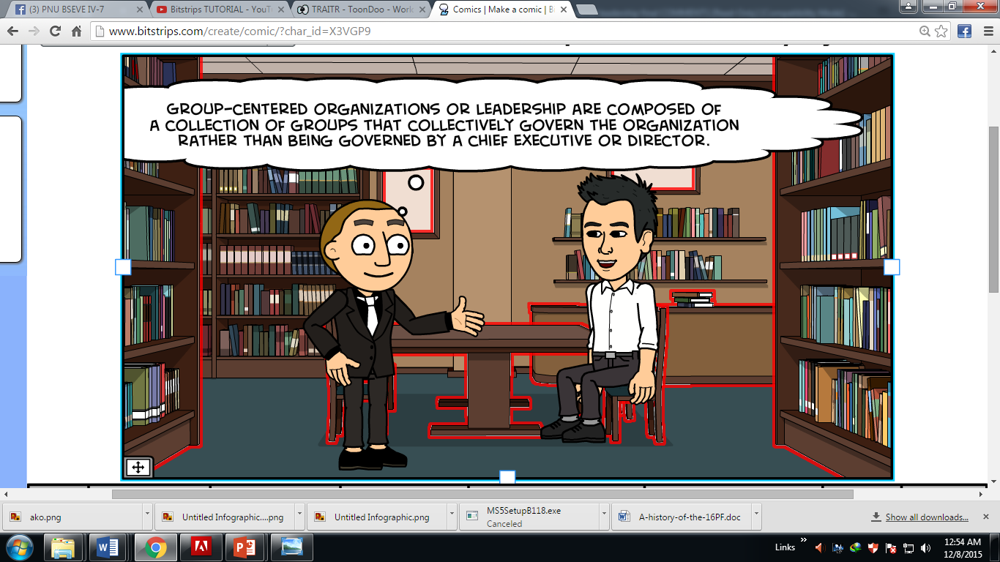 (3) PNU BSEVE IV-7
Bitstrips TUTORIAL - YouT
TRAITR - ToonDoo - Worl
Comics | Make a comic | B
www.bitstrips.com/create/comic/?char_id=X3VGP9
GROUP-CENTERED ORGANIZATIONS OR LEADERSHIP ARE COMPOSED OF
A COLLECTION OF GROUPS THAT COLLECTIVELY GOVERN THE ORGANIZATION
RATHER THAN BEING GOVERNED BY A CHIEF EXECUTIVE OR DIRECTOR.
ako.png
Untitled Infographic....png
Untitled Infographic.png
MS5SetupB118.exe
Canceled
A-history-of-the-16PF.doc
Show all downloads...
Links
12:54 AM
12/8/2015